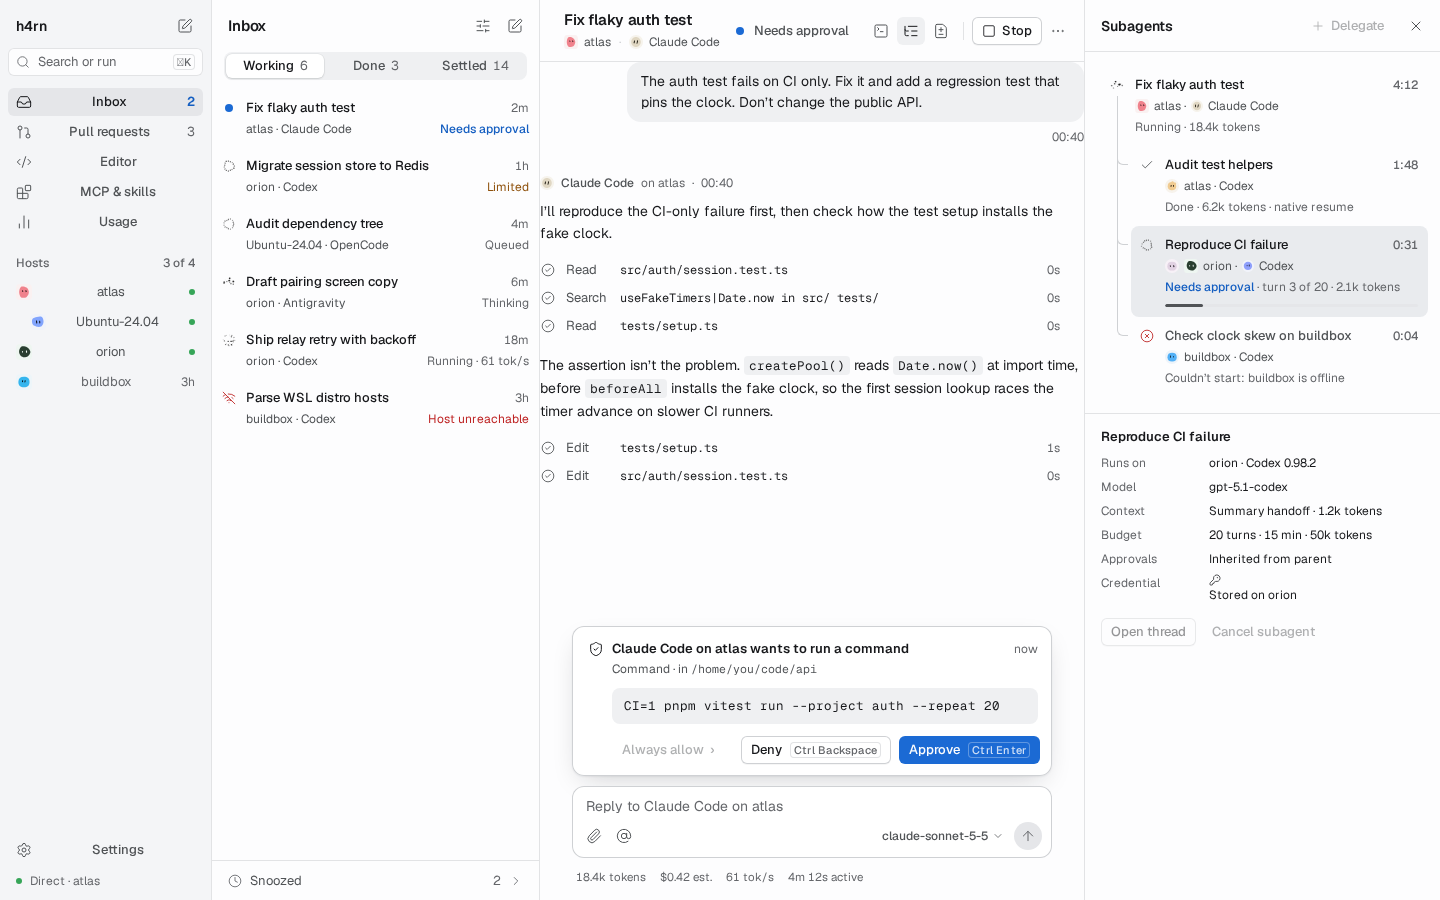 h4rn
Search or run
K
Inbox 2
Pull requests 3
Editor
MCP & skills
Usage
Hosts 3 of 4
atlas
Ubuntu-24.04
orion
buildbox 3h
Settings
Direct · atlas
Inbox
Working 6 Done 3 Settled 14
Fix flaky auth test 2m
atlas · Claude Code Needs approval
Migrate session store to Redis 1h
orion · Codex Limited
Audit dependency tree 4m
Ubuntu-24.04 · OpenCode Queued
Draft pairing screen copy 6m
orion · Antigravity Thinking
Ship relay retry with backoff 18m
orion · Codex Running · 61 tok/s
Parse WSL distro hosts 3h
buildbox · Codex Host unreachable
Snoozed 2
Fix flaky auth test
atlas · Claude Code
Needs approval
Stop
The auth test fails on CI only. Fix it and add a regression test that
pins the clock. Don't change the public API.
00:40
Claude Code on atlas · 00:40
I'll reproduce the CI-only failure first, then check how the test setup installs the
fake clock.
Read src/auth/session.test.ts 0s
Search useFakeTimers|Date.now in src/ tests/ 0s
Read tests/setup.ts 0s
The assertion isn't the problem. createPool() reads Date.now() at import time,
before beforeAll installs the fake clock, so the first session lookup races the
timer advance on slower CI runners.
Edit tests/setup.ts 1s
Edit src/auth/session.test.ts 0s
Claude Code on atlas wants to run a command now
Command · in /home/you/code/api
CI=1 pnpm vitest run --project auth --repeat 20
Always allow › Deny Ctrl Backspace Approve Ctrl Enter
Reply to Claude Code on atlas
claude-sonnet-5-5
18.4k tokens $0.42 est. 61 tok/s 4m 12s active
Subagents
Delegate
Fix flaky auth test 4:12
atlas · Claude Code
Running · 18.4k tokens
Audit test helpers 1:48
atlas · Codex
Done · 6.2k tokens · native resume
Reproduce CI failure 0:31
orion · Codex
Needs approval · turn 3 of 20 · 2.1k tokens
Check clock skew on buildbox 0:04
buildbox · Codex
Couldn't start: buildbox is offline
Reproduce CI failure
Runs on orion · Codex 0.98.2
Model gpt-5.1-codex
Context Summary handoff · 1.2k tokens
Budget 20 turns · 15 min · 50k tokens
Approvals Inherited from parent
Credential Stored on orion
Open thread Cancel subagent